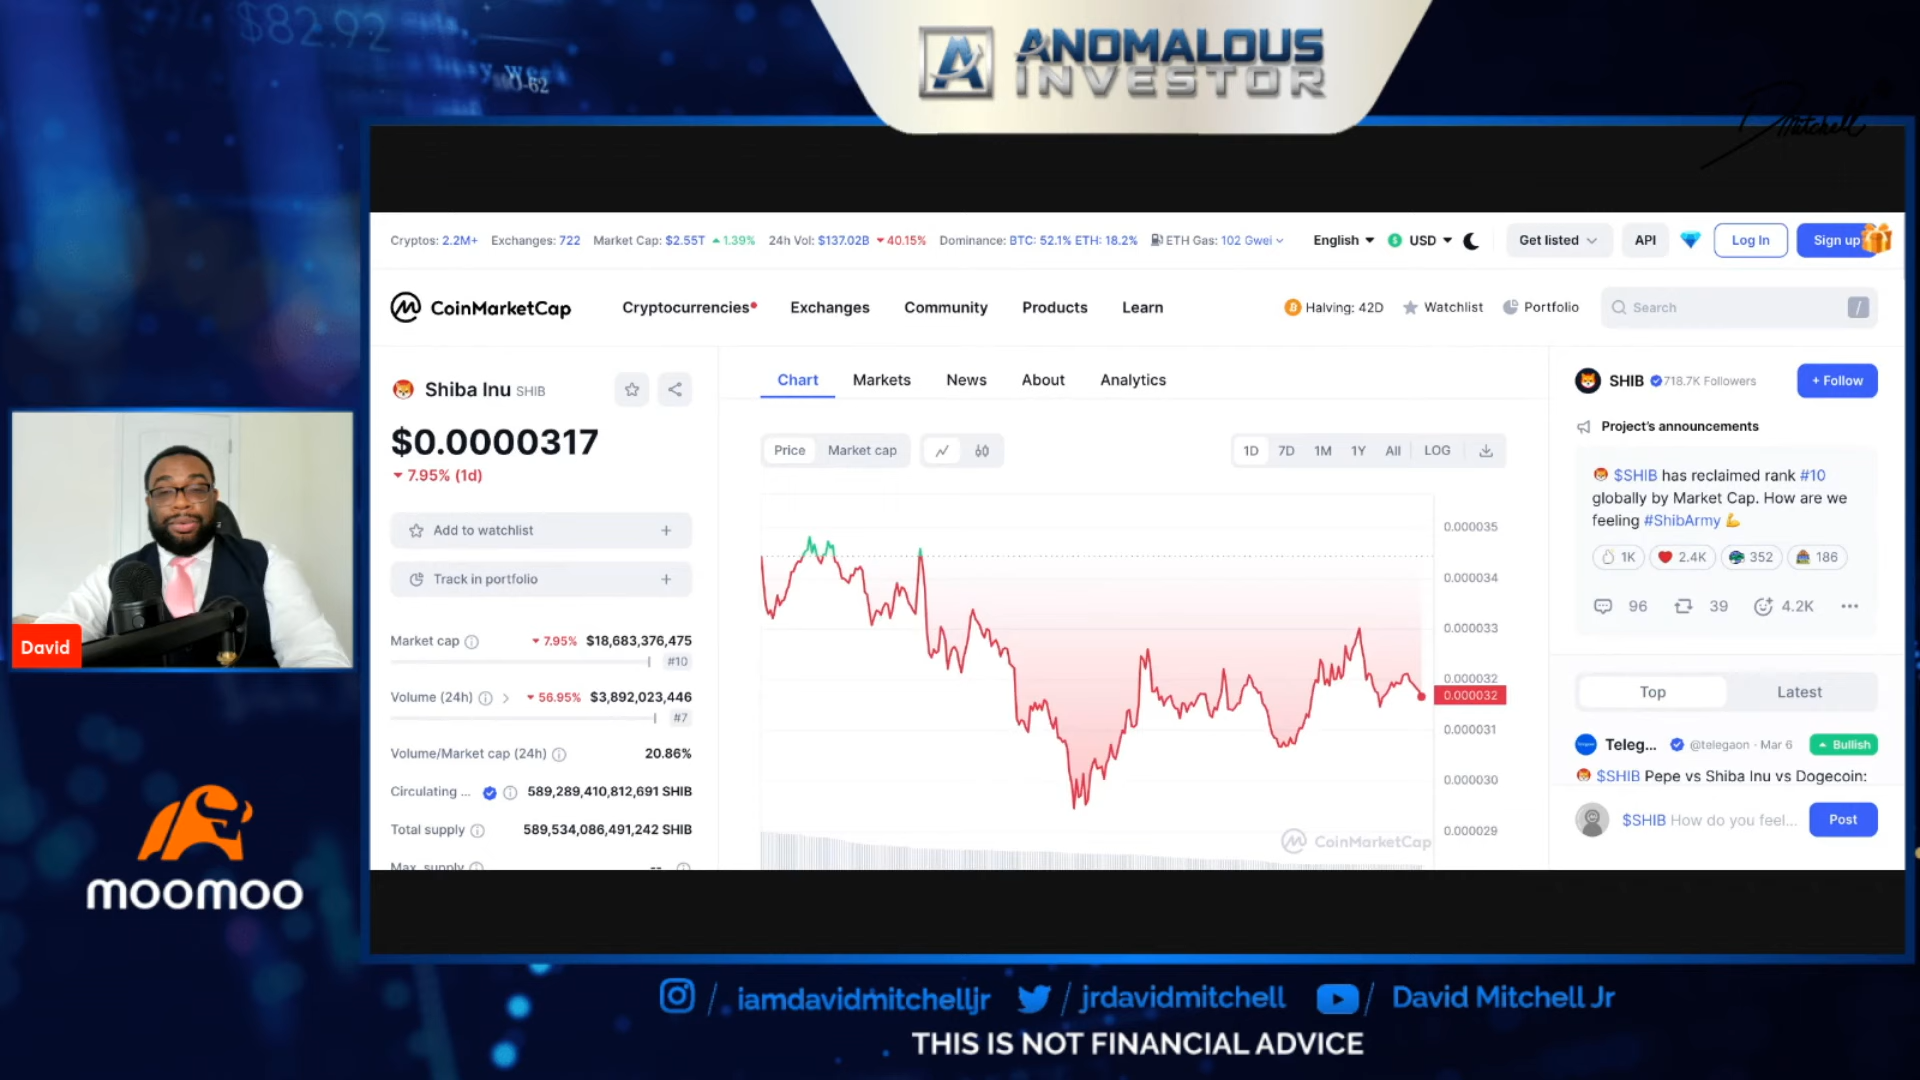 $82.92
ANOMALOUS
INVESTOR
D Mitchell
Cryptos: 2.2M+ Exchanges: 722 Market Cap: $2.55T 1.39% 24h Vol: $137.02B 40.15% Dominance: BTC: 52.1% ETH: 18.2% ETH Gas: 102 Gwei English USD Get listed API Log In Sign up
CoinMarketCap Cryptocurrencies Exchanges Community Products Learn Halving: 42D Watchlist Portfolio Search /
Shiba Inu SHIB
$0.0000317
7.95% (1d)
Add to watchlist +
Track in portfolio +
Market cap 7.95% $18,683,376,475
#10
Volume (24h) 56.95% $3,892,023,446
#7
Volume/Market cap (24h) 20.86%
Circulating ... 589,289,410,812,691 SHIB
Total supply 589,534,086,491,242 SHIB
Max. supply --
Chart Markets News About Analytics
Price Market cap 1D 7D 1M 1Y All LOG
0.000035
0.000034
0.000033
0.000032
0.000032
0.000031
0.000030
0.000029
CoinMarketCap
SHIB 718.7K Followers + Follow
Project's announcements
$SHIB has reclaimed rank #10
globally by Market Cap. How are we
feeling #ShibArmy 💪
1K 2.4K 352 186
96 39 4.2K
Top Latest
Teleg... @telegaon · Mar 6 Bullish
$SHIB Pepe vs Shiba Inu vs Dogecoin:
$SHIB How do you feel... Post
David
moomoo
/ iamdavidmitchelljr / jrdavidmitchell / David Mitchell Jr
THIS IS NOT FINANCIAL ADVICE